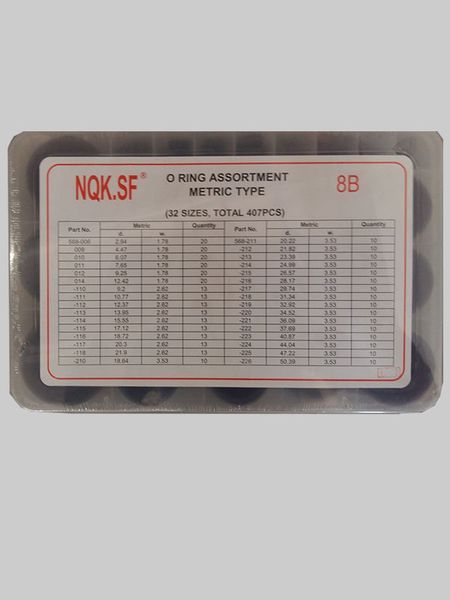 NQK.SF®
O RING ASSORTMENT
METRIC TYPE
8B
(32 SIZES, TOTAL 407PCS)
Part No. Metric Quantity Part No. Metric Quantity
d. w. d. w.
568-006 2.94 1.78 20 568-211 20.22 3.53 10
008 4.47 1.78 20 -212 21.82 3.53 10
010 6.07 1.78 20 -213 23.39 3.53 10
011 7.65 1.78 20 -214 24.99 3.53 10
012 9.25 1.78 20 -215 26.57 3.53 10
014 12.42 1.78 20 -216 28.17 3.53 10
-110 9.2 2.62 13 -217 29.74 3.53 10
-111 10.77 2.62 13 -218 31.34 3.53 10
-112 12.37 2.62 13 -219 32.92 3.53 10
-113 13.95 2.62 13 -220 34.52 3.53 10
-114 15.55 2.62 13 -221 36.09 3.53 10
-115 17.12 2.62 13 -222 37.69 3.53 10
-116 18.72 2.62 13 -223 40.87 3.53 10
-117 20.3 2.62 13 -224 44.04 3.53 10
-118 21.9 2.62 13 -225 47.22 3.53 10
-210 18.64 3.53 10 -226 50.39 3.53 10